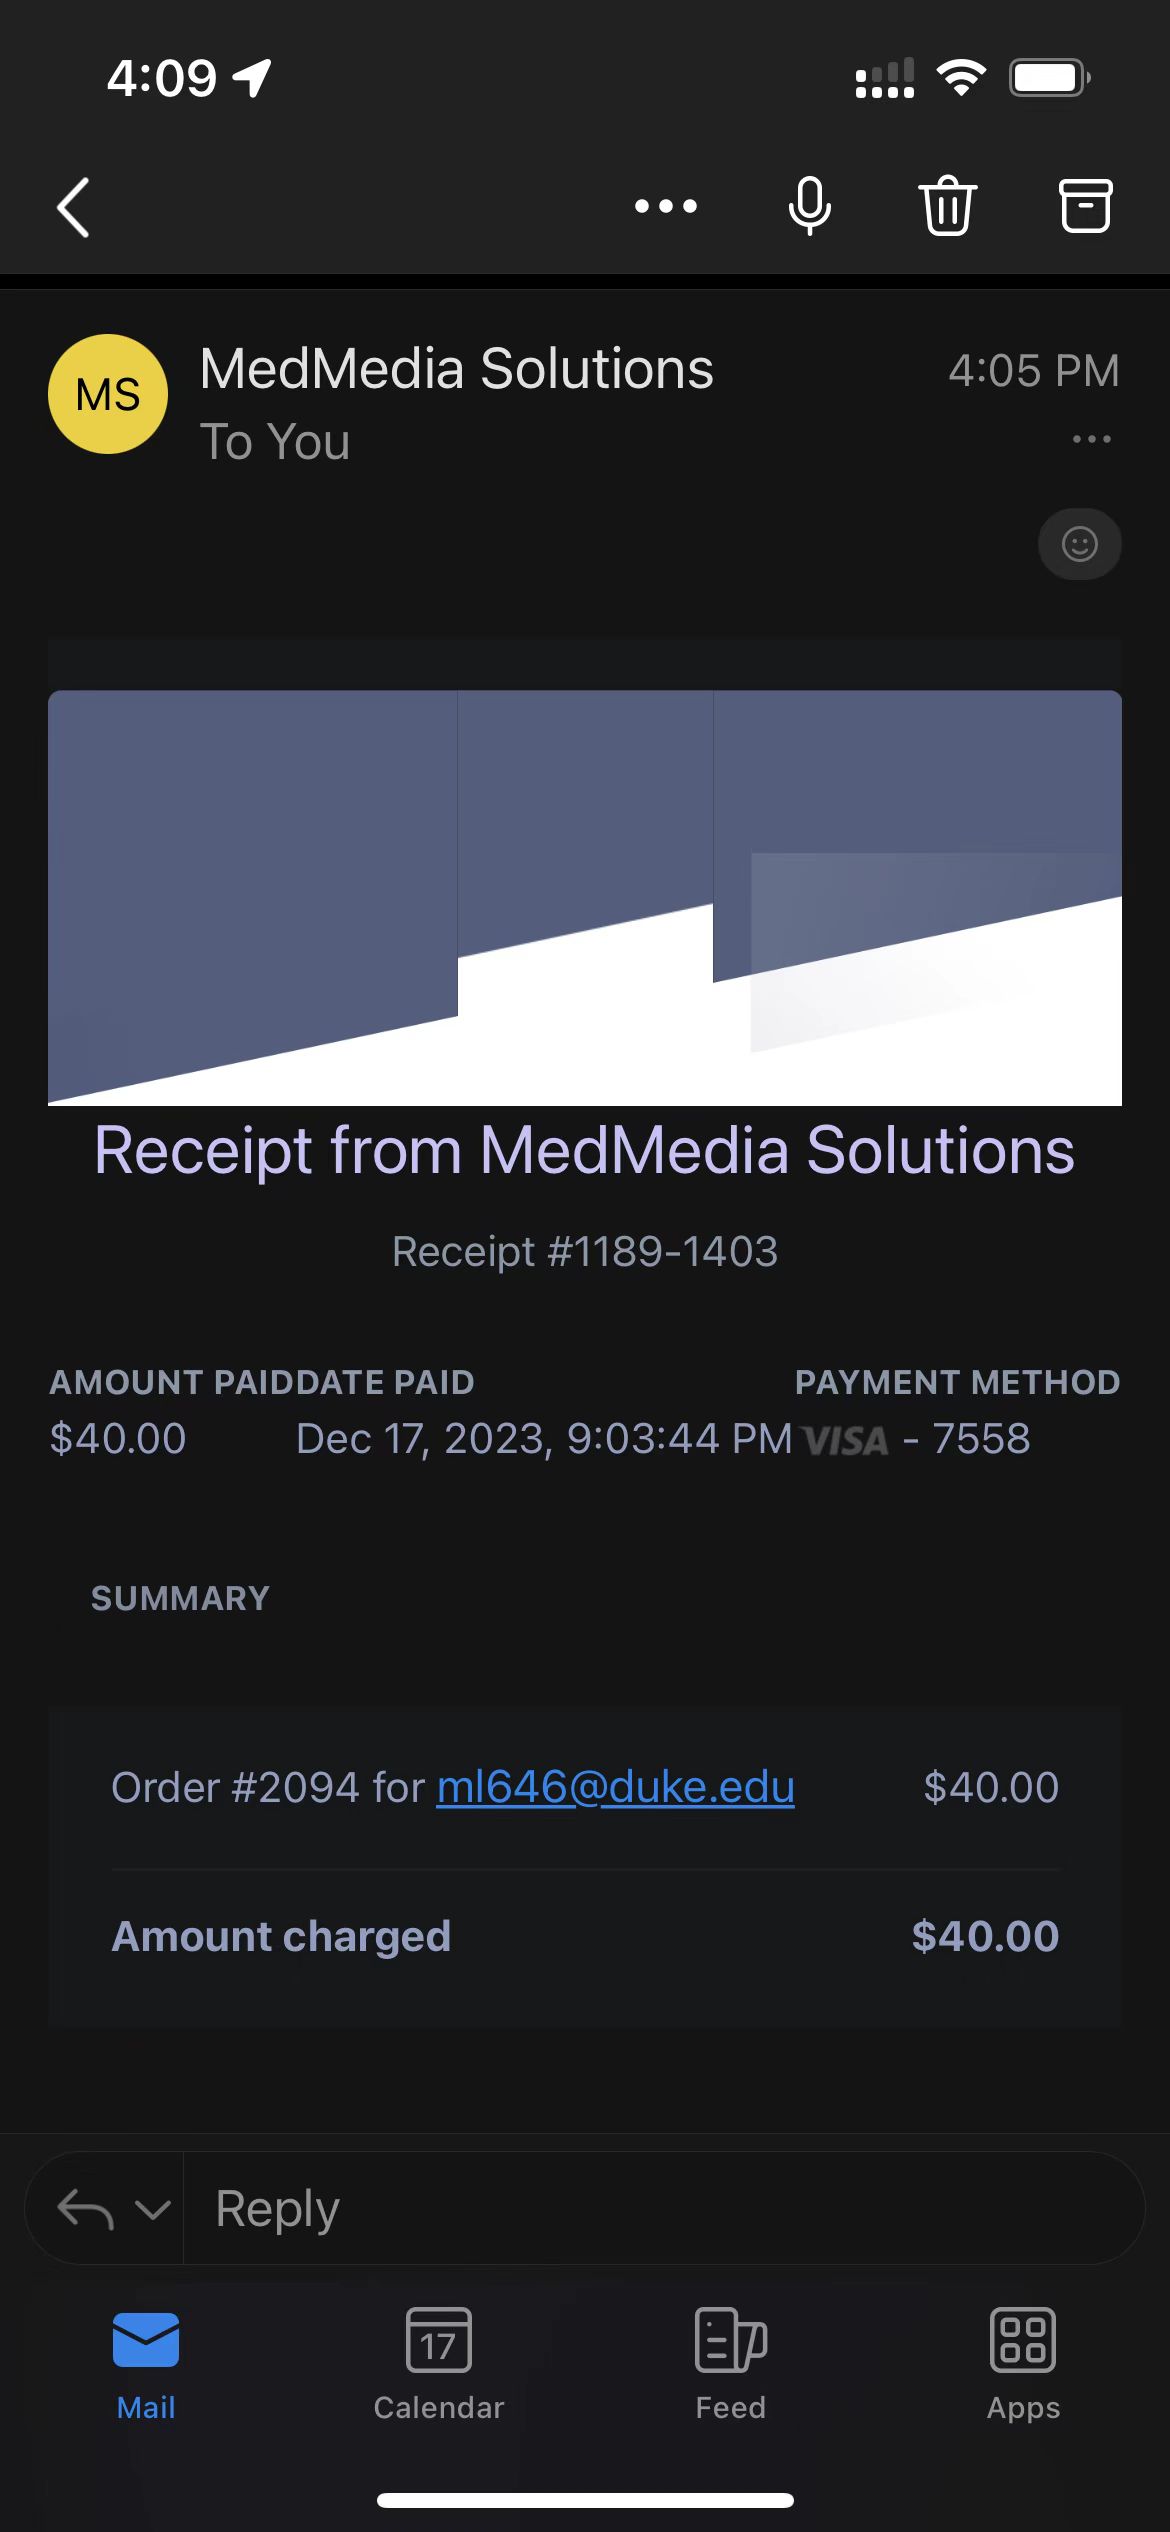 4:09
MS
MedMedia Solutions
4:05 PM
To You
Receipt from MedMedia Solutions
Receipt #1189-1403
AMOUNT PAIDDATE PAID PAYMENT METHOD
$40.00 Dec 17, 2023, 9:03:44 PM VISA - 7558
SUMMARY
Order #2094 for ml646@duke.edu $40.00
Amount charged $40.00
Reply
17
Mail Calendar Feed Apps